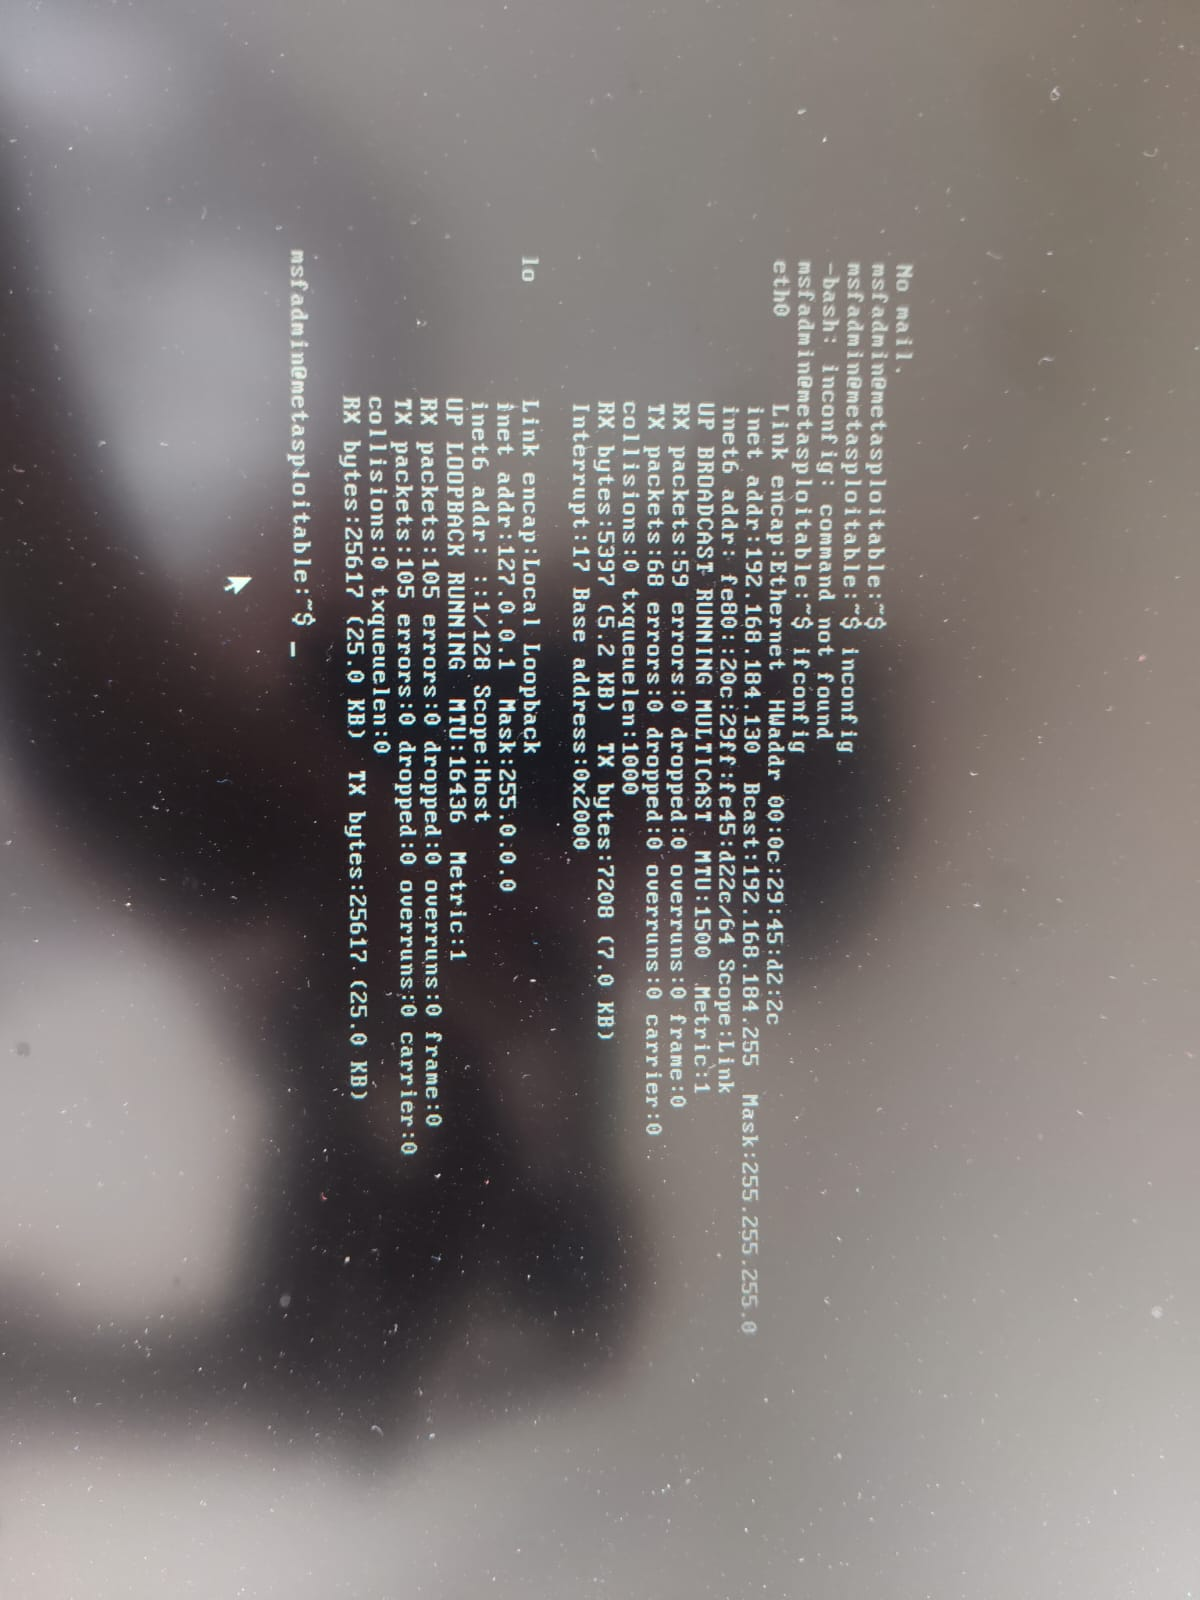 No mail.
msfadmin@metasploitable:~$
msfadmin@metasploitable:~$ inconfig
-bash: inconfig: command not found
msfadmin@metasploitable:~$ ifconfig
eth0      Link encap:Ethernet  HWaddr 00:0c:29:45:d2:2c
          inet addr:192.168.184.130  Bcast:192.168.184.255  Mask:255.255.255.0
          inet6 addr: fe80::20c:29ff:fe45:d22c/64 Scope:Link
          UP BROADCAST RUNNING MULTICAST  MTU:1500  Metric:1
          RX packets:59 errors:0 dropped:0 overruns:0 frame:0
          TX packets:68 errors:0 dropped:0 overruns:0 carrier:0
          collisions:0 txqueuelen:1000
          RX bytes:5397 (5.2 KB)  TX bytes:7208 (7.0 KB)
          Interrupt:17 Base address:0x2000
lo        Link encap:Local Loopback
          inet addr:127.0.0.1  Mask:255.0.0.0
          inet6 addr: ::1/128 Scope:Host
          UP LOOPBACK RUNNING  MTU:16436  Metric:1
          RX packets:105 errors:0 dropped:0 overruns:0 frame:0
          TX packets:105 errors:0 dropped:0 overruns:0 carrier:0
          collisions:0 txqueuelen:0
          RX bytes:25617 (25.0 KB)  TX bytes:25617 (25.0 KB)
msfadmin@metasploitable:~$ _